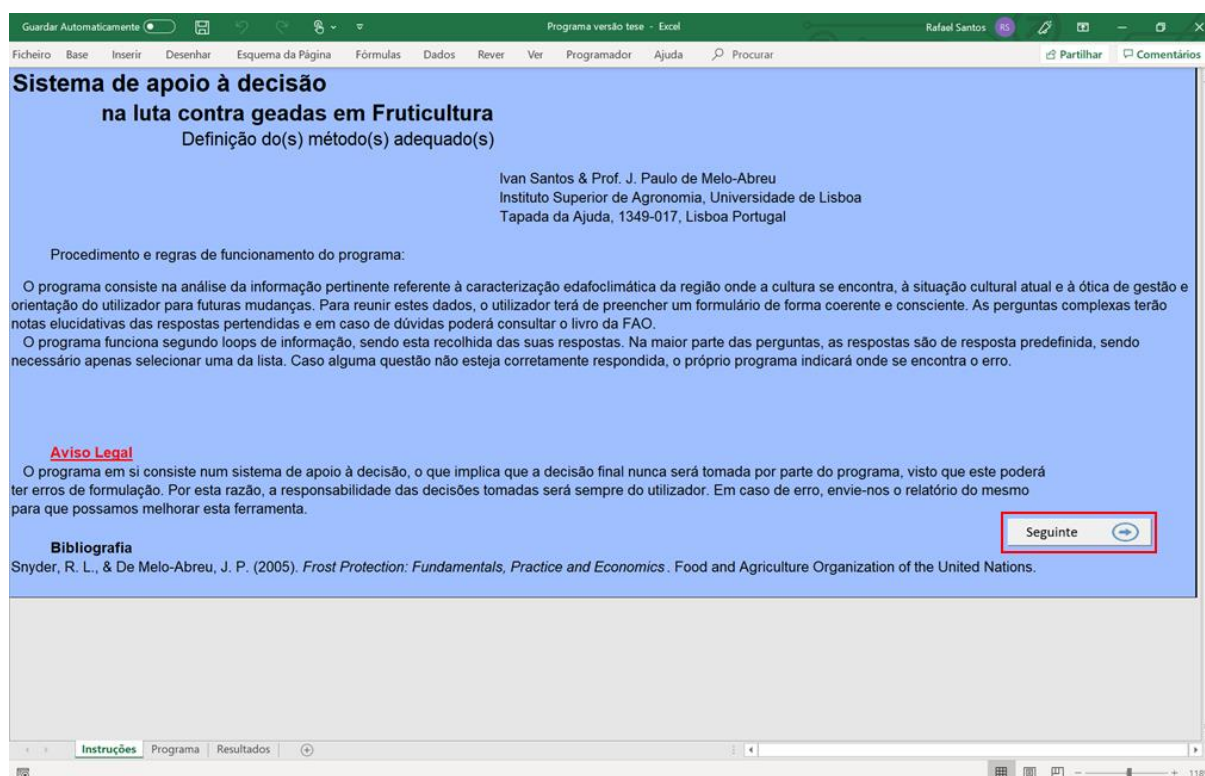 Guardar Automaticamente
Programa versão tese - Excel
Rafael Santos
RS
Ficheiro Base Inserir Desenhar Esquema da Página Fórmulas Dados Rever Ver Programador Ajuda Procurar Partilhar Comentários
Sistema de apoio à decisão
na luta contra geadas em Fruticultura
Definição do(s) método(s) adequado(s)
Ivan Santos & Prof. J. Paulo de Melo-Abreu
Instituto Superior de Agronomia, Universidade de Lisboa
Tapada da Ajuda, 1349-017, Lisboa Portugal
Procedimento e regras de funcionamento do programa:
O programa consiste na análise da informação pertinente referente à caracterização edafoclimática da região onde a cultura se encontra, à situação cultural atual e à ótica de gestão e
orientação do utilizador para futuras mudanças. Para reunir estes dados, o utilizador terá de preencher um formulário de forma coerente e consciente. As perguntas complexas terão
notas elucidativas das respostas pertendidas e em caso de dúvidas poderá consultar o livro da FAO.
O programa funciona segundo loops de informação, sendo esta recolhida das suas respostas. Na maior parte das perguntas, as respostas são de resposta predefinida, sendo
necessário apenas selecionar uma da lista. Caso alguma questão não esteja corretamente respondida, o próprio programa indicará onde se encontra o erro.
Aviso Legal
O programa em si consiste num sistema de apoio à decisão, o que implica que a decisão final nunca será tomada por parte do programa, visto que este poderá
ter erros de formulação. Por esta razão, a responsabilidade das decisões tomadas será sempre do utilizador. Em caso de erro, envie-nos o relatório do mesmo
para que possamos melhorar esta ferramenta.
Seguinte
Bibliografia
Snyder, R. L., & De Melo-Abreu, J. P. (2005). Frost Protection: Fundamentals, Practice and Economics. Food and Agriculture Organization of the United Nations.
Instruções Programa Resultados